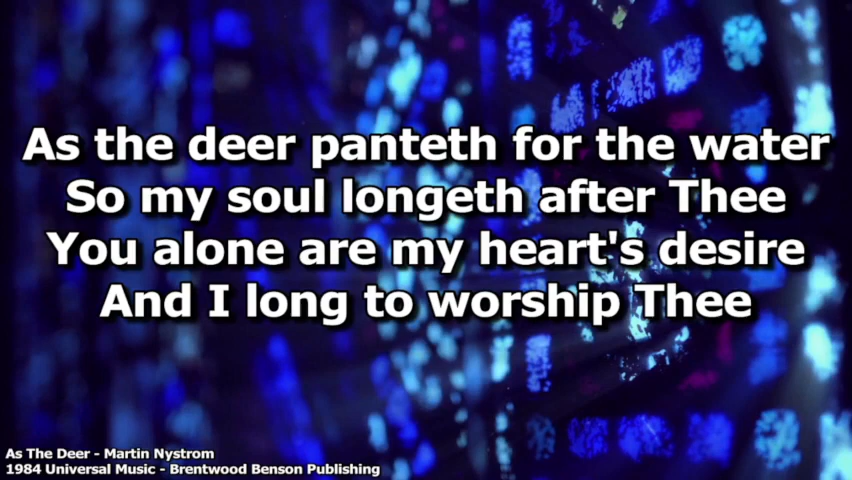 As the deer panteth for the water
So my soul longeth after Thee
You alone are my heart's desire
And I long to worship Thee
As The Deer - Martin Nystrom
1984 Universal Music - Brentwood Benson Publishing